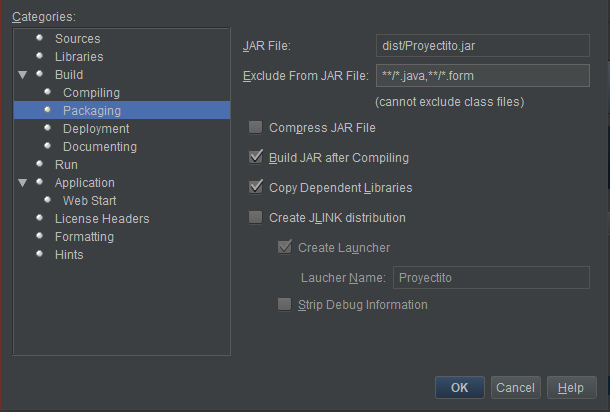 Categories:
Sources
Libraries
Build
Compiling
Packaging
Deployment
Documenting
Run
Application
Web Start
License Headers
Formatting
Hints
JAR File: dist/Proyectito.jar
Exclude From JAR File: **/*.java,**/*.form
(cannot exclude class files)
Compress JAR File
Build JAR after Compiling
Copy Dependent Libraries
Create JLINK distribution
Create Launcher
Laucher Name: Proyectito
Strip Debug Information
OK Cancel Help